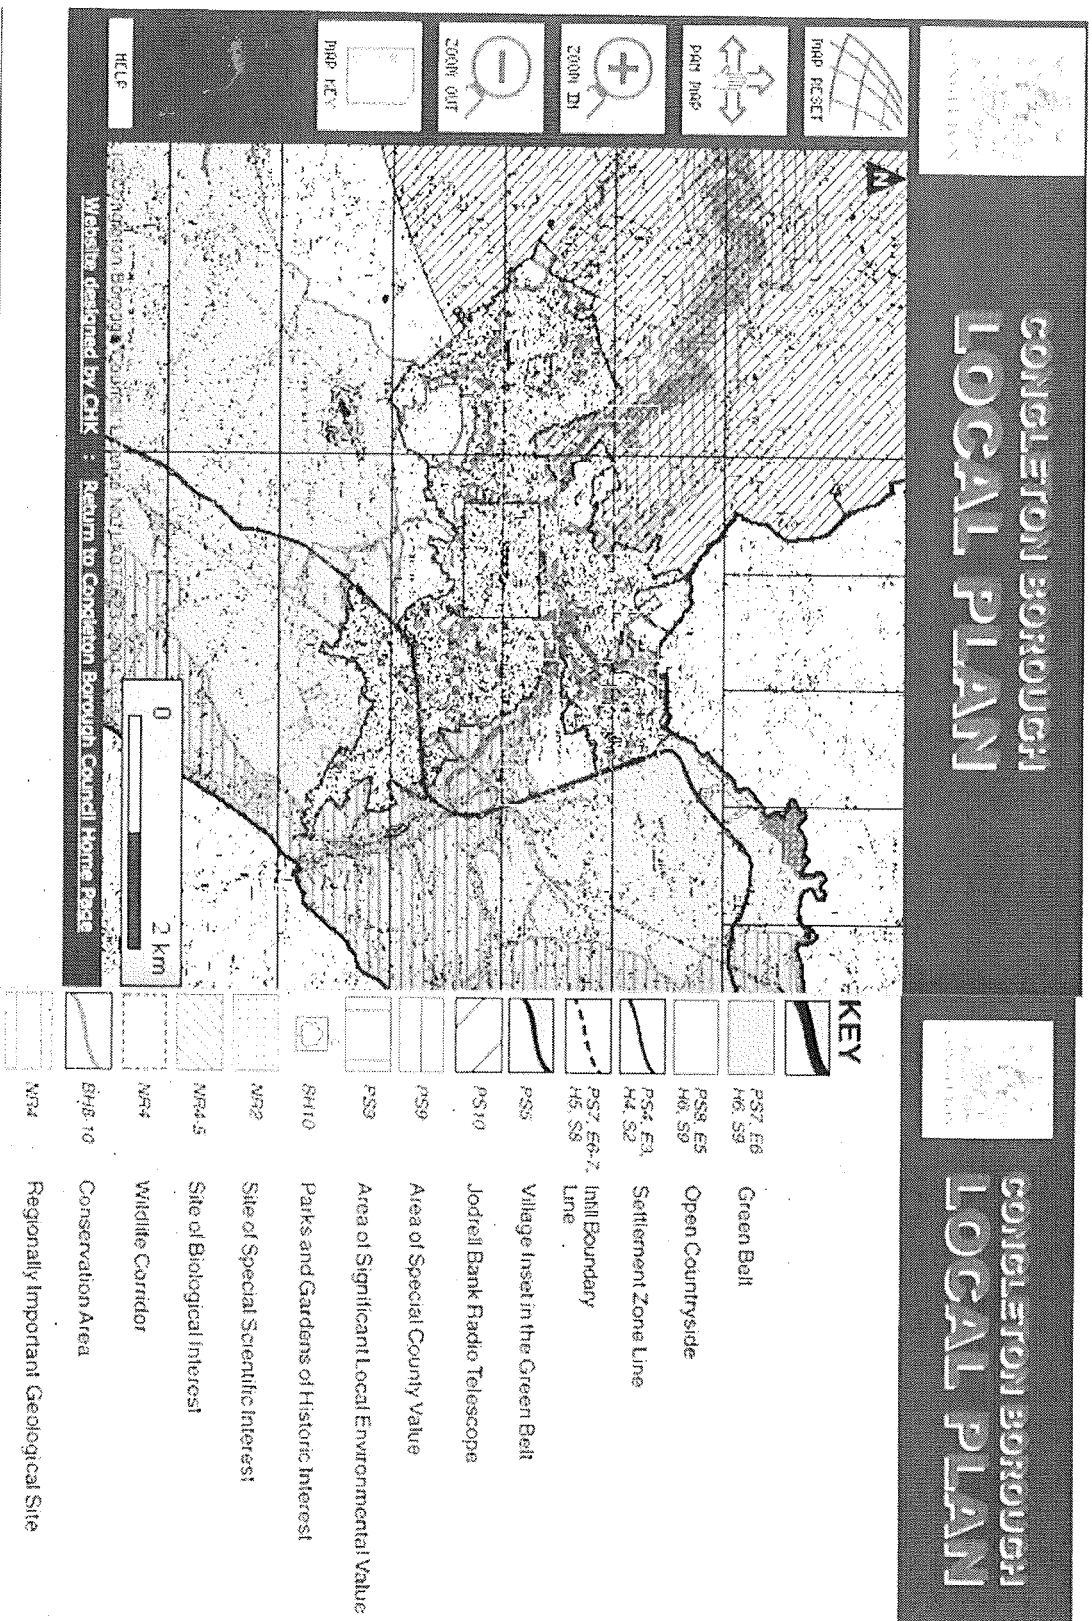 CONGLETON BOROUGH
LOCAL PLAN
MAP RESET
PAN MAP
ZOOM IN
ZOOM OUT
MAP KEY
HELP
N
0 2 km
Website designed by CHK : Return to Congleton Borough Council Home Page
CONGLETON BOROUGH
LOCAL PLAN
KEY
PS7, E6
H6, S9
Green Belt
PS8, E5
H6, S9
Open Countryside
PS4, E3,
H4, S2
Settlement Zone Line
PS7, E6-7,
H5, S8
Infill Boundary
Line
PS5 Village Inset in the Green Belt
PS10 Jodrell Bank Radio Telescope
PS9 Area of Special County Value
PS9 Area of Significant Local Environmental Value
BH10 Parks and Gardens of Historic Interest
NR2 Site of Special Scientific Interest
NR4-5 Site of Biological Interest
NR4 Wildlife Corridor
BH8-10 Conservation Area
NR4 Regionally Important Geological Site